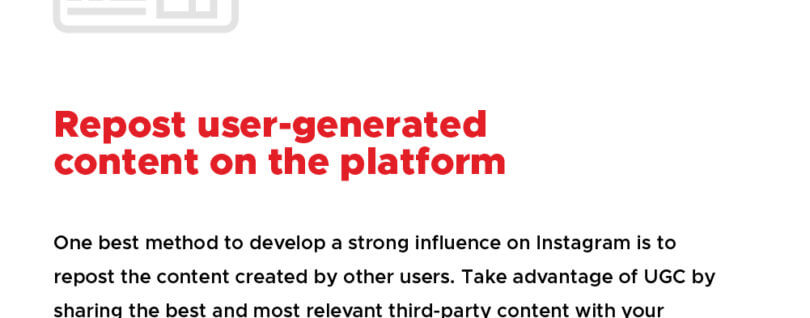 Repost user-generated
content on the platform
One best method to develop a strong influence on Instagram is to
repost the content created by other users. Take advantage of UGC by
sharing the best and most relevant third-party content with your